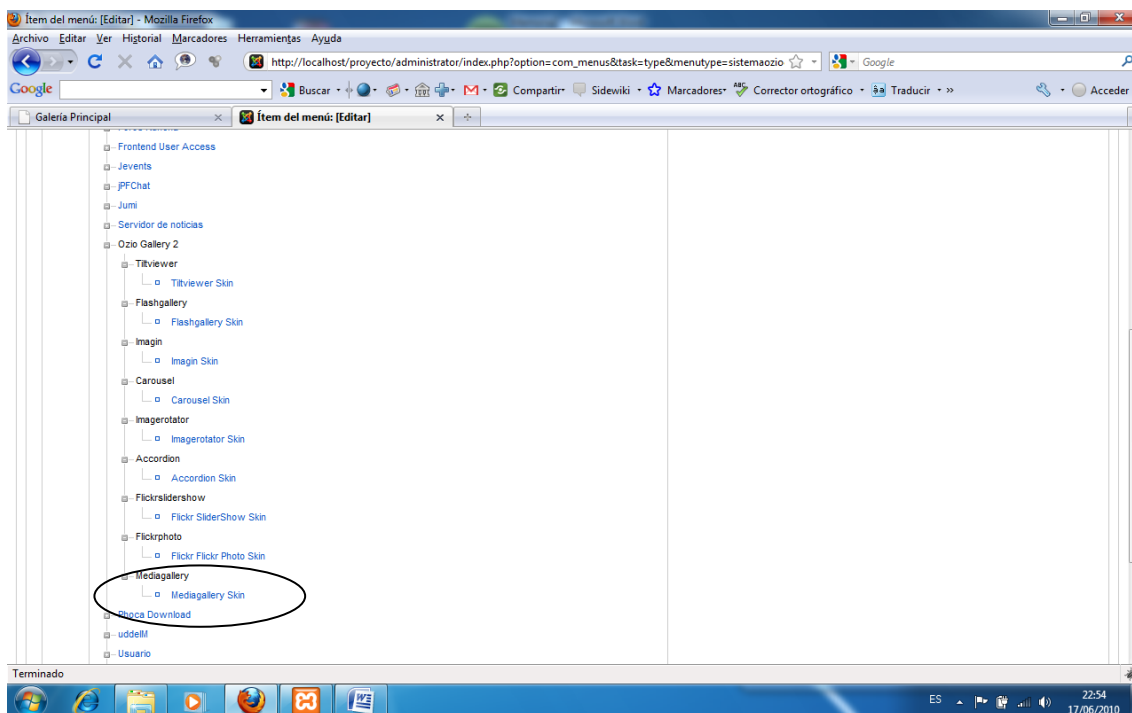 Ítem del menú: [Editar] - Mozilla Firefox
Archivo Editar Ver Historial Marcadores Herramientas Ayuda
http://localhost/proyecto/administrator/index.php?option=com_menus&task=type&menutype=sistemaozio Google
Google Buscar Compartir Sidewiki Marcadores ABC Corrector ortográfico Traducir » Acceder
Galería Principal Ítem del menú: [Editar]
Frontend User Access
Jevents
jPFChat
Jumi
Servidor de noticias
Ozio Gallery 2
Tiltviewer
Tiltviewer Skin
Flashgallery
Flashgallery Skin
Imagin
Imagin Skin
Carousel
Carousel Skin
Imagerotator
Imagerotator Skin
Accordion
Accordion Skin
Flickrslidershow
Flickr SliderShow Skin
Flickrphoto
Flickr Flickr Photo Skin
Mediagallery
Mediagallery Skin
Phoca Download
uddeIM
Usuario
Terminado
ES 22:54
17/06/2010